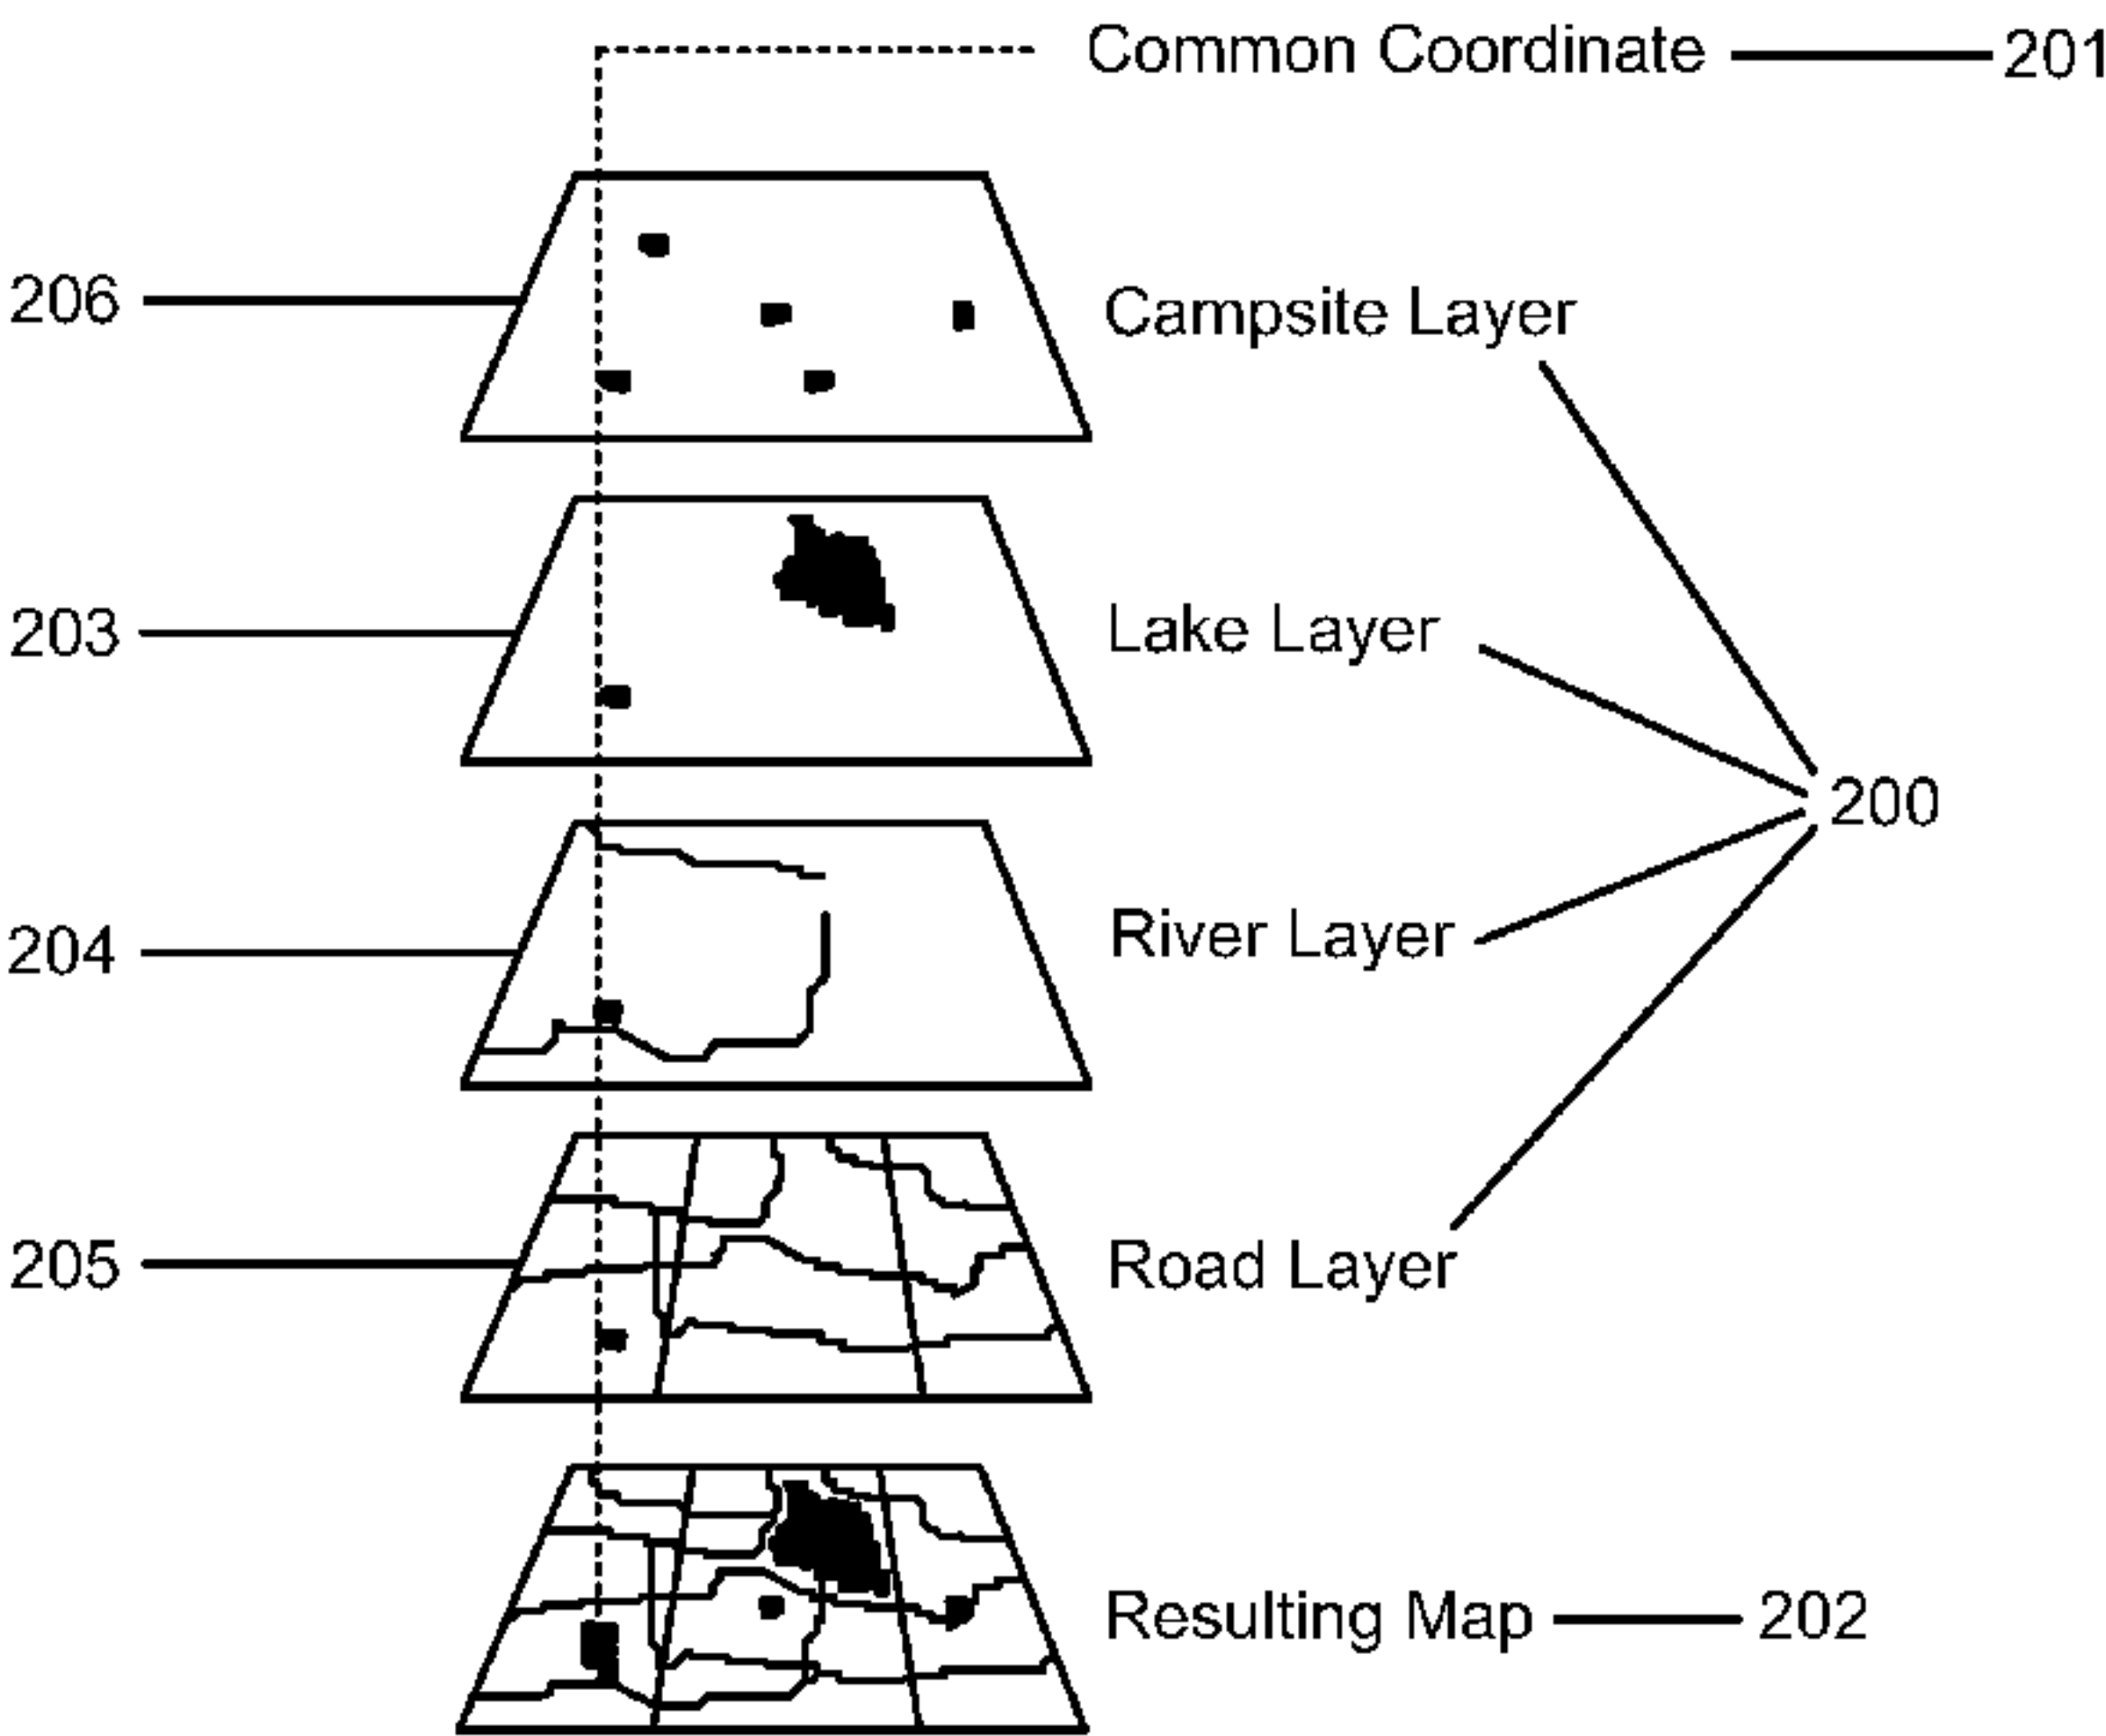 Common Coordinate 201
206 Campsite Layer
203 Lake Layer
200
204 River Layer
205 Road Layer
Resulting Map 202